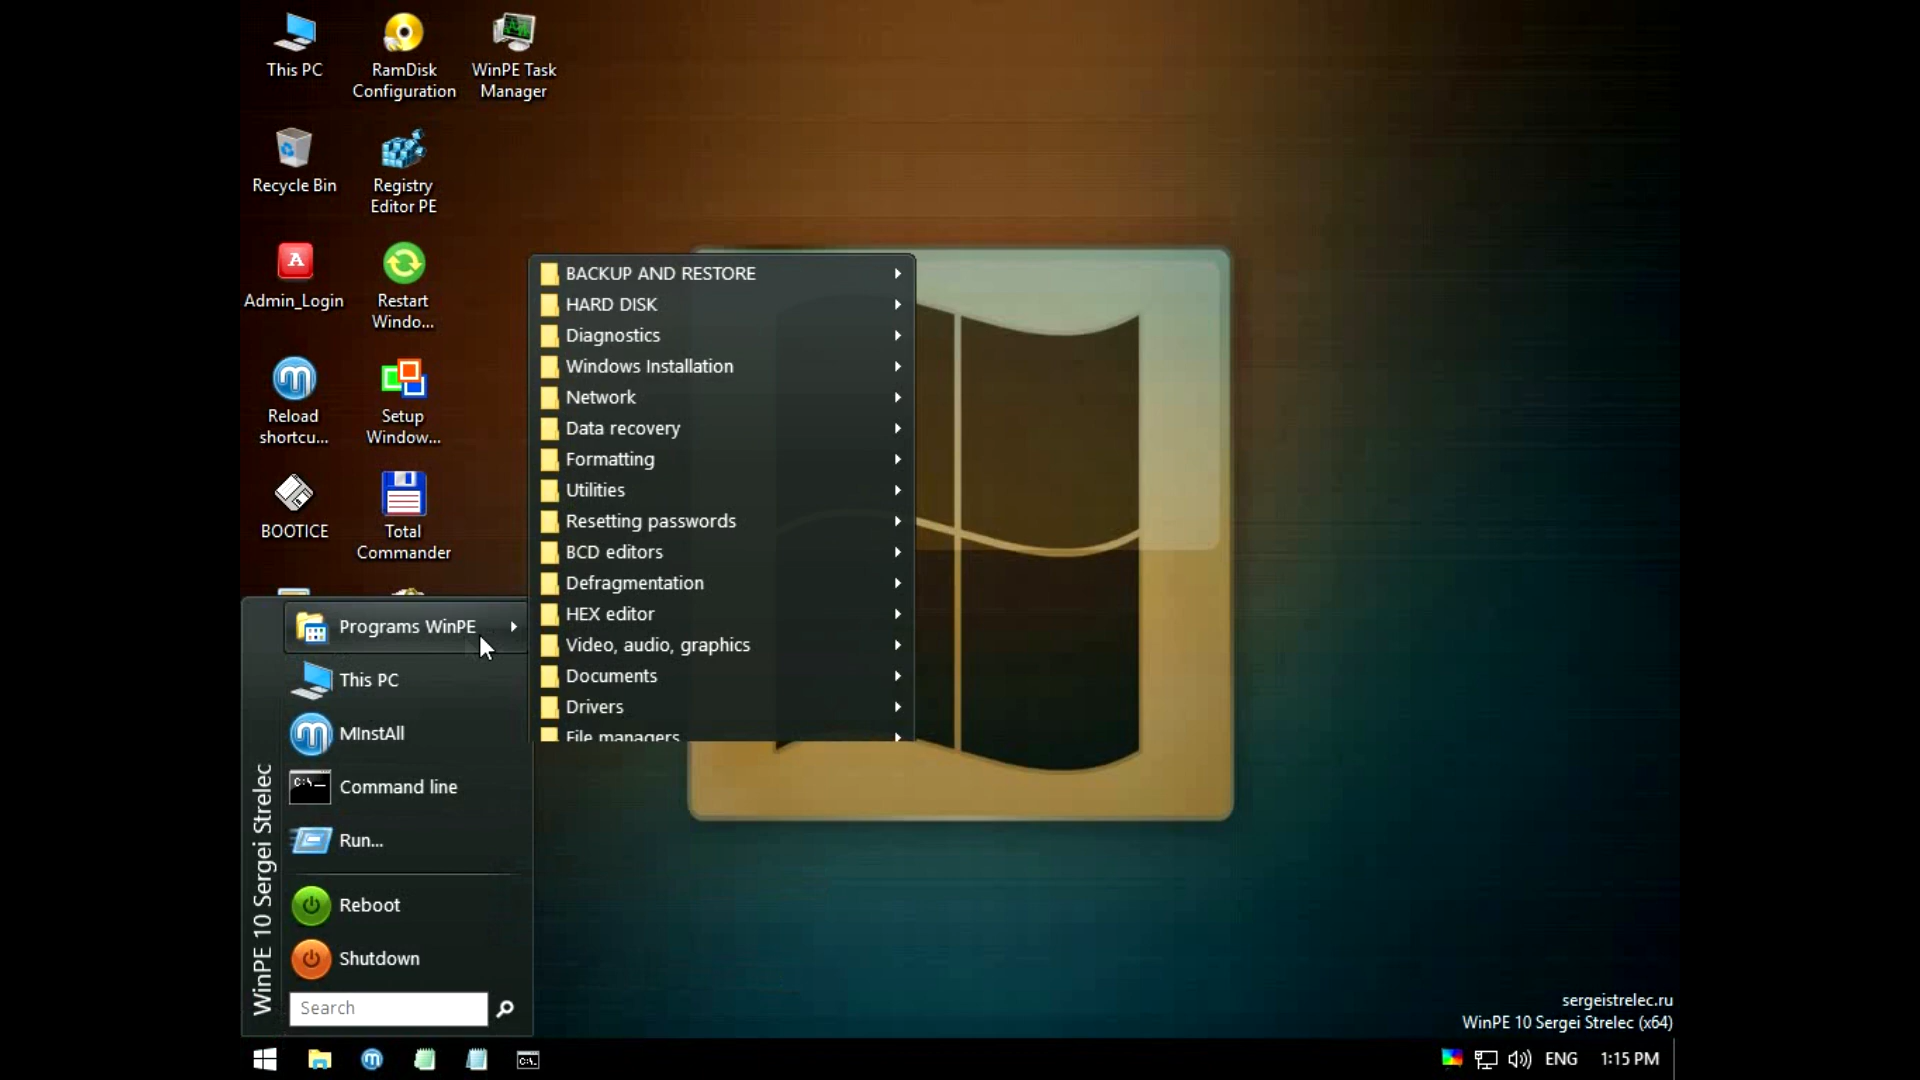 This PC
RamDisk
Configuration
WinPE Task
Manager
Recycle Bin
Registry
Editor PE
A
Admin_Login
Restart
Windo...
Reload
shortcu...
Setup
Window...
BOOTICE
Total
Commander
BACKUP AND RESTORE
HARD DISK
Diagnostics
Windows Installation
Network
Data recovery
Formatting
Utilities
Resetting passwords
BCD editors
Defragmentation
HEX editor
Video, audio, graphics
Documents
Drivers
File managers
Programs WinPE
This PC
MInstAll
C:\_
Command line
Run...
Reboot
Shutdown
Search
WinPE 10 Sergei Strelec
sergeistrelec.ru
WinPE 10 Sergei Strelec (x64)
C:\.
ENG
1:15 PM